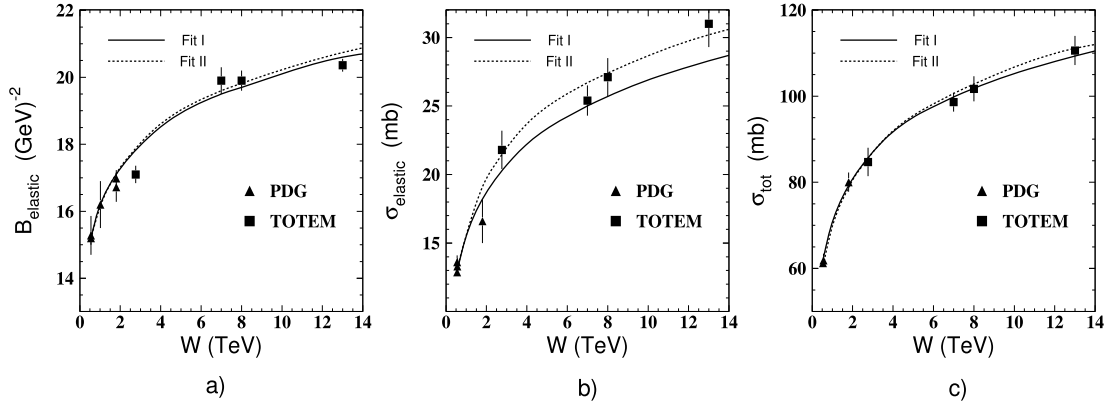 B_elastic (GeV)^-2
22
20
18
16
14
0 2 4 6 8 10 12 14
W (TeV)
Fit I
Fit II
PDG
TOTEM
a)
σ_elastic (mb)
30
25
20
15
0 2 4 6 8 10 12 14
W (TeV)
Fit I
Fit II
PDG
TOTEM
b)
σ_tot (mb)
120
100
80
60
0 2 4 6 8 10 12 14
W (TeV)
Fit I
Fit II
PDG
TOTEM
c)